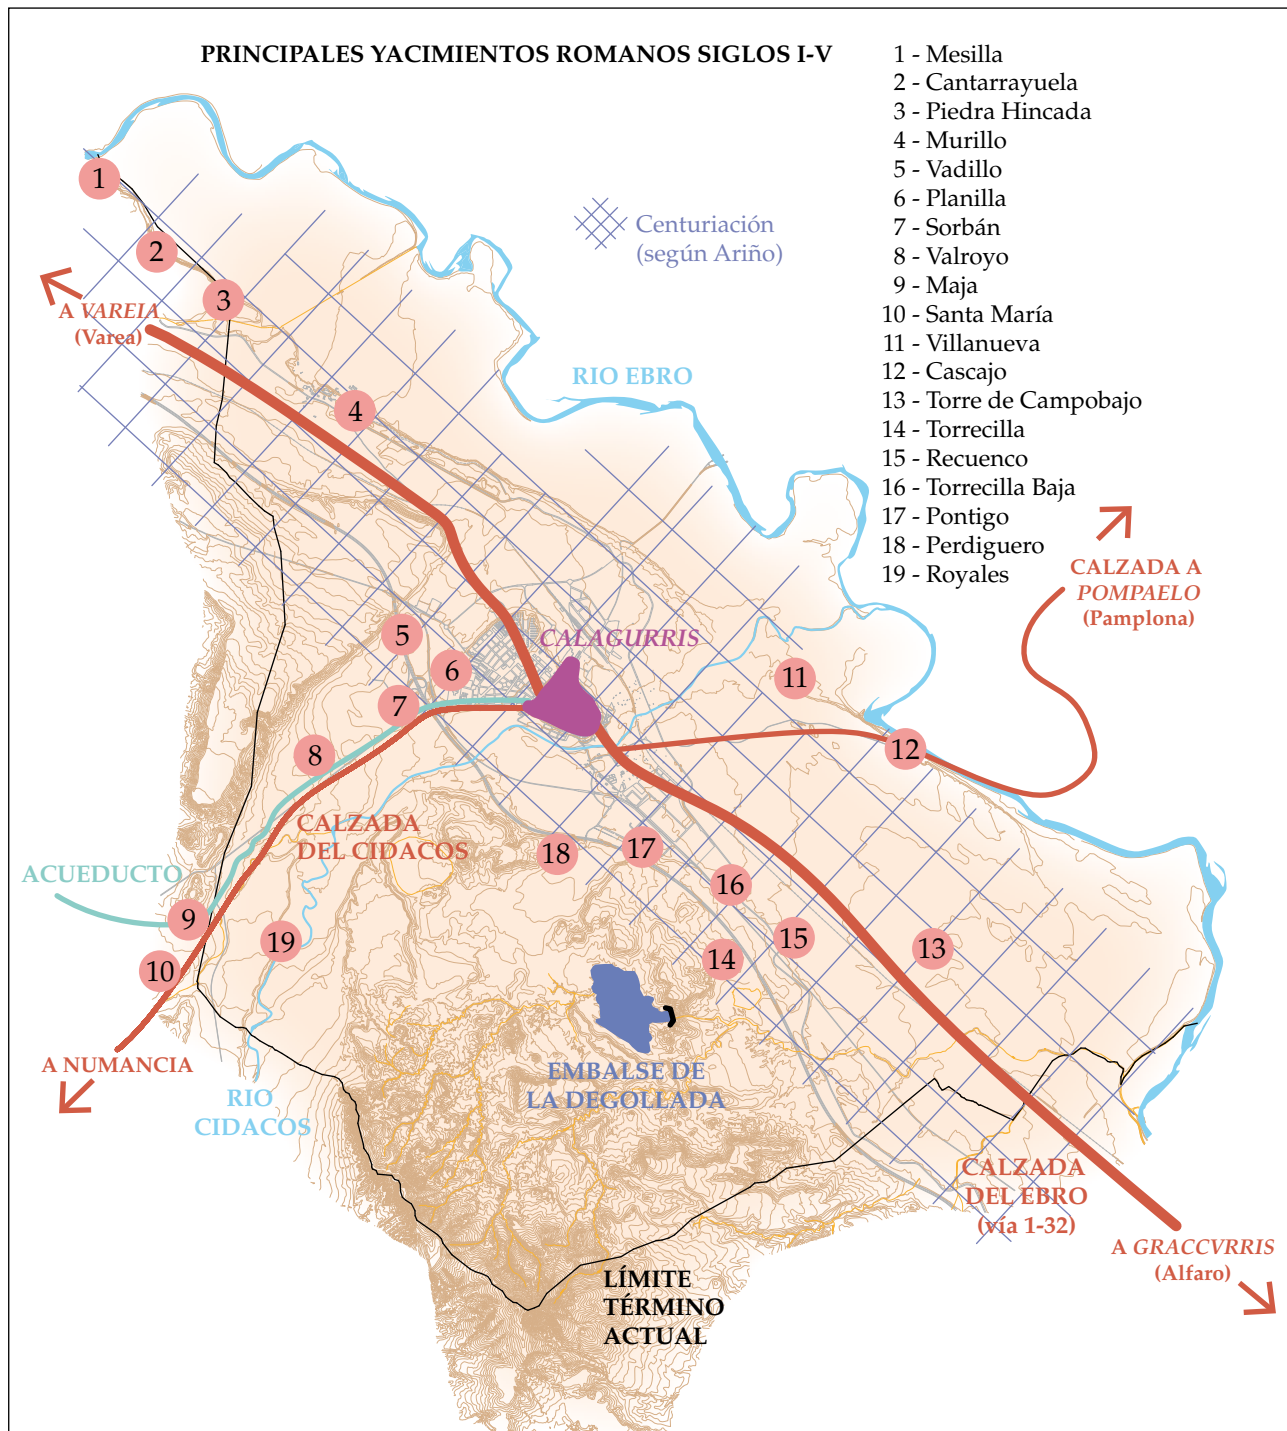 PRINCIPALES YACIMIENTOS ROMANOS SIGLOS I-V
1 - Mesilla
2 - Cantarrayuela
3 - Piedra Hincada
4 - Murillo
5 - Vadillo
6 - Planilla
7 - Sorbán
8 - Valroyo
9 - Maja
10 - Santa María
11 - Villanueva
12 - Cascajo
13 - Torre de Campobajo
14 - Torrecilla
15 - Recuenco
16 - Torrecilla Baja
17 - Pontigo
18 - Perdiguero
19 - Royales
Centuriación
(según Ariño)
1
2
3
A VAREIA
(Varea)
RIO EBRO
4
CALZADA A
POMPAELO
(Pamplona)
5
CALAGURRIS
6
11
7
12
8
CALZADA
DEL CIDACOS
18
17
ACUEDUCTO
16
9
19
15
13
10
14
A NUMANCIA
EMBALSE DE
LA DEGOLLADA
RIO
CIDACOS
CALZADA
DEL EBRO
(vía 1-32)
A GRACCVRRIS
(Alfaro)
LÍMITE
TÉRMINO
ACTUAL